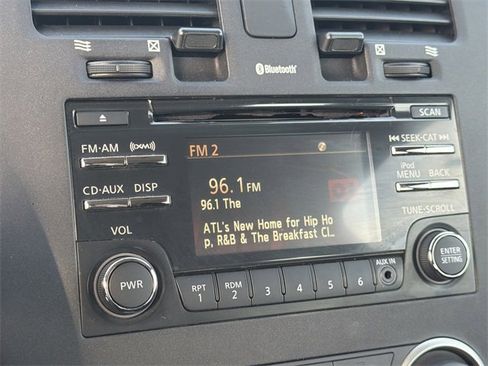 Bluetooth
SCAN
FM·AM
XM
SEEK·CAT
CD·AUX
DISP
iPod
MENU
BACK
FM 2
96.1 FM
96.1 The
ATL's New Home for Hip Ho
p, R&B & The Breakfast Cl…
VOL
TUNE·SCROLL
PWR
ENTER
SETTING
AUX IN
RPT
1
RDM
2
3
4
5
6